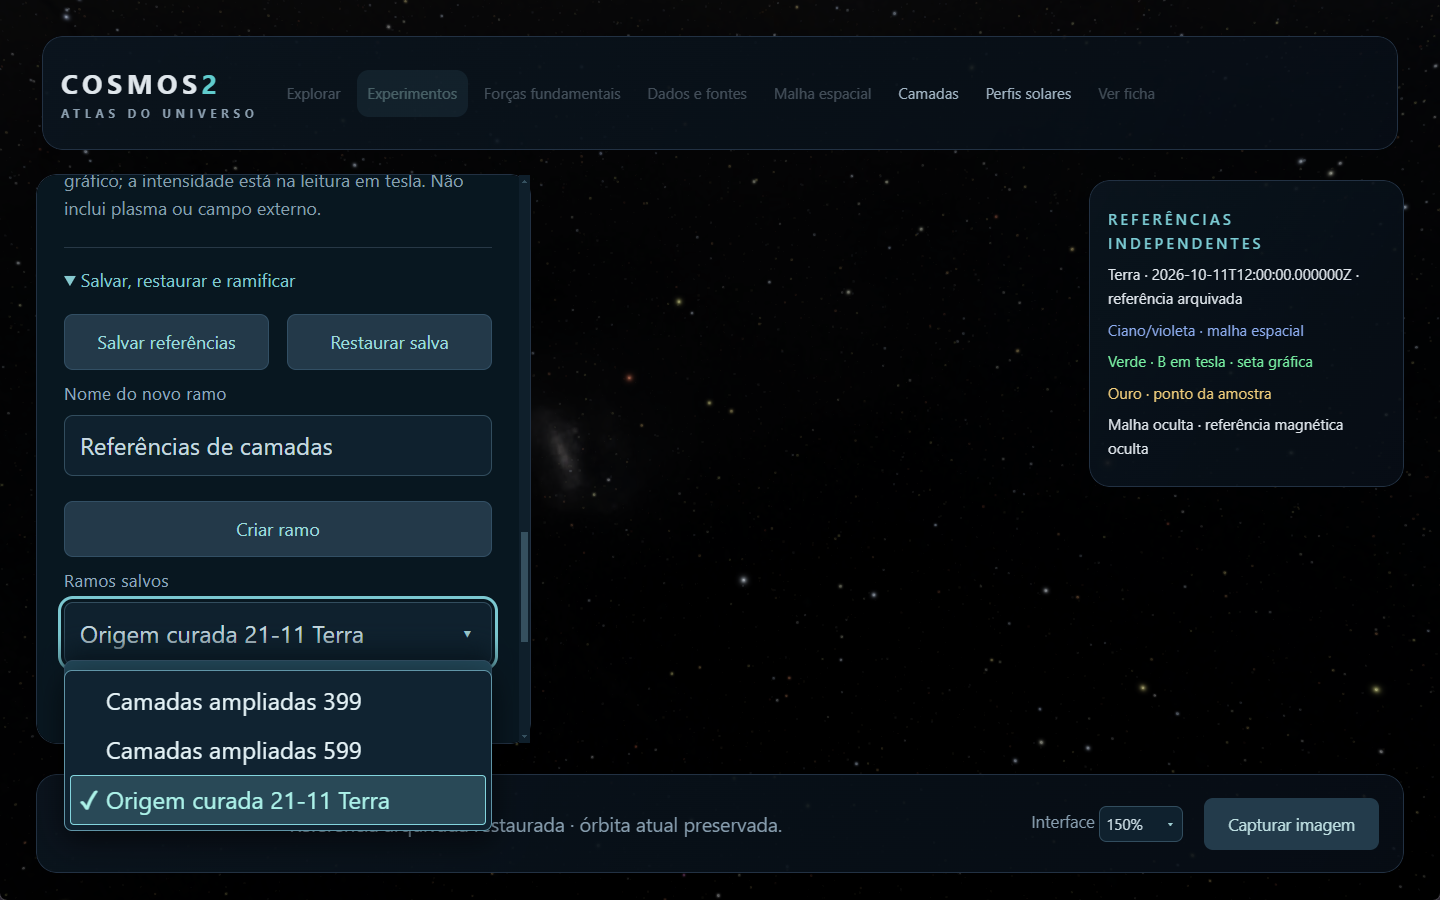 COSMOS2
ATLAS DO UNIVERSO
Explorar
Experimentos
Forças fundamentais
Dados e fontes
Malha espacial
Camadas
Perfis solares
Ver ficha
gráfico; a intensidade está na leitura em tesla. Não
inclui plasma ou campo externo.
▼ Salvar, restaurar e ramificar
Salvar referências
Restaurar salva
Nome do novo ramo
Referências de camadas
Criar ramo
Ramos salvos
Origem curada 21-11 Terra
Camadas ampliadas 399
Camadas ampliadas 599
✓ Origem curada 21-11 Terra
restaurada · órbita atual preservada.
Interface
150%
Capturar imagem
REFERÊNCIAS
INDEPENDENTES
Terra · 2026-10-11T12:00:00.000000Z ·
referência arquivada
Ciano/violeta · malha espacial
Verde · B em tesla · seta gráfica
Ouro · ponto da amostra
Malha oculta · referência magnética
oculta